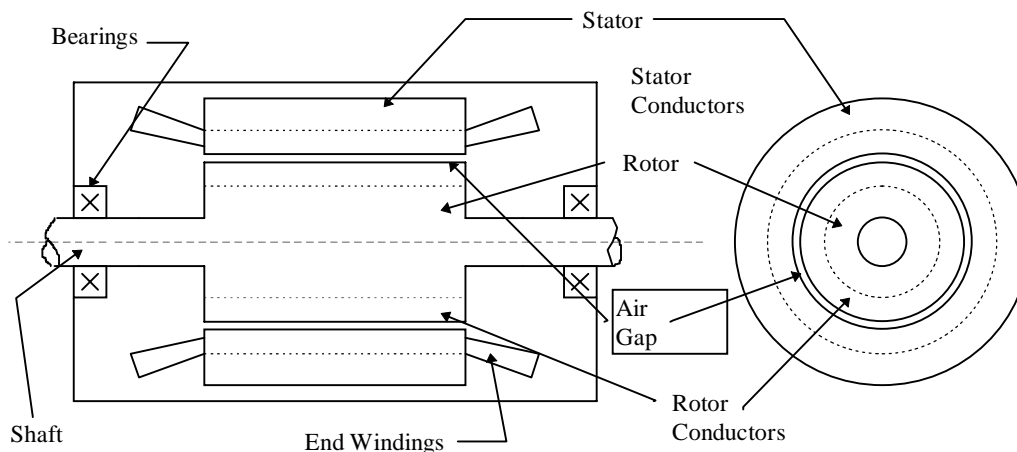 Stator
Bearings
Stator
Conductors
Rotor
Air
Gap
Rotor
Conductors
Shaft
End Windings